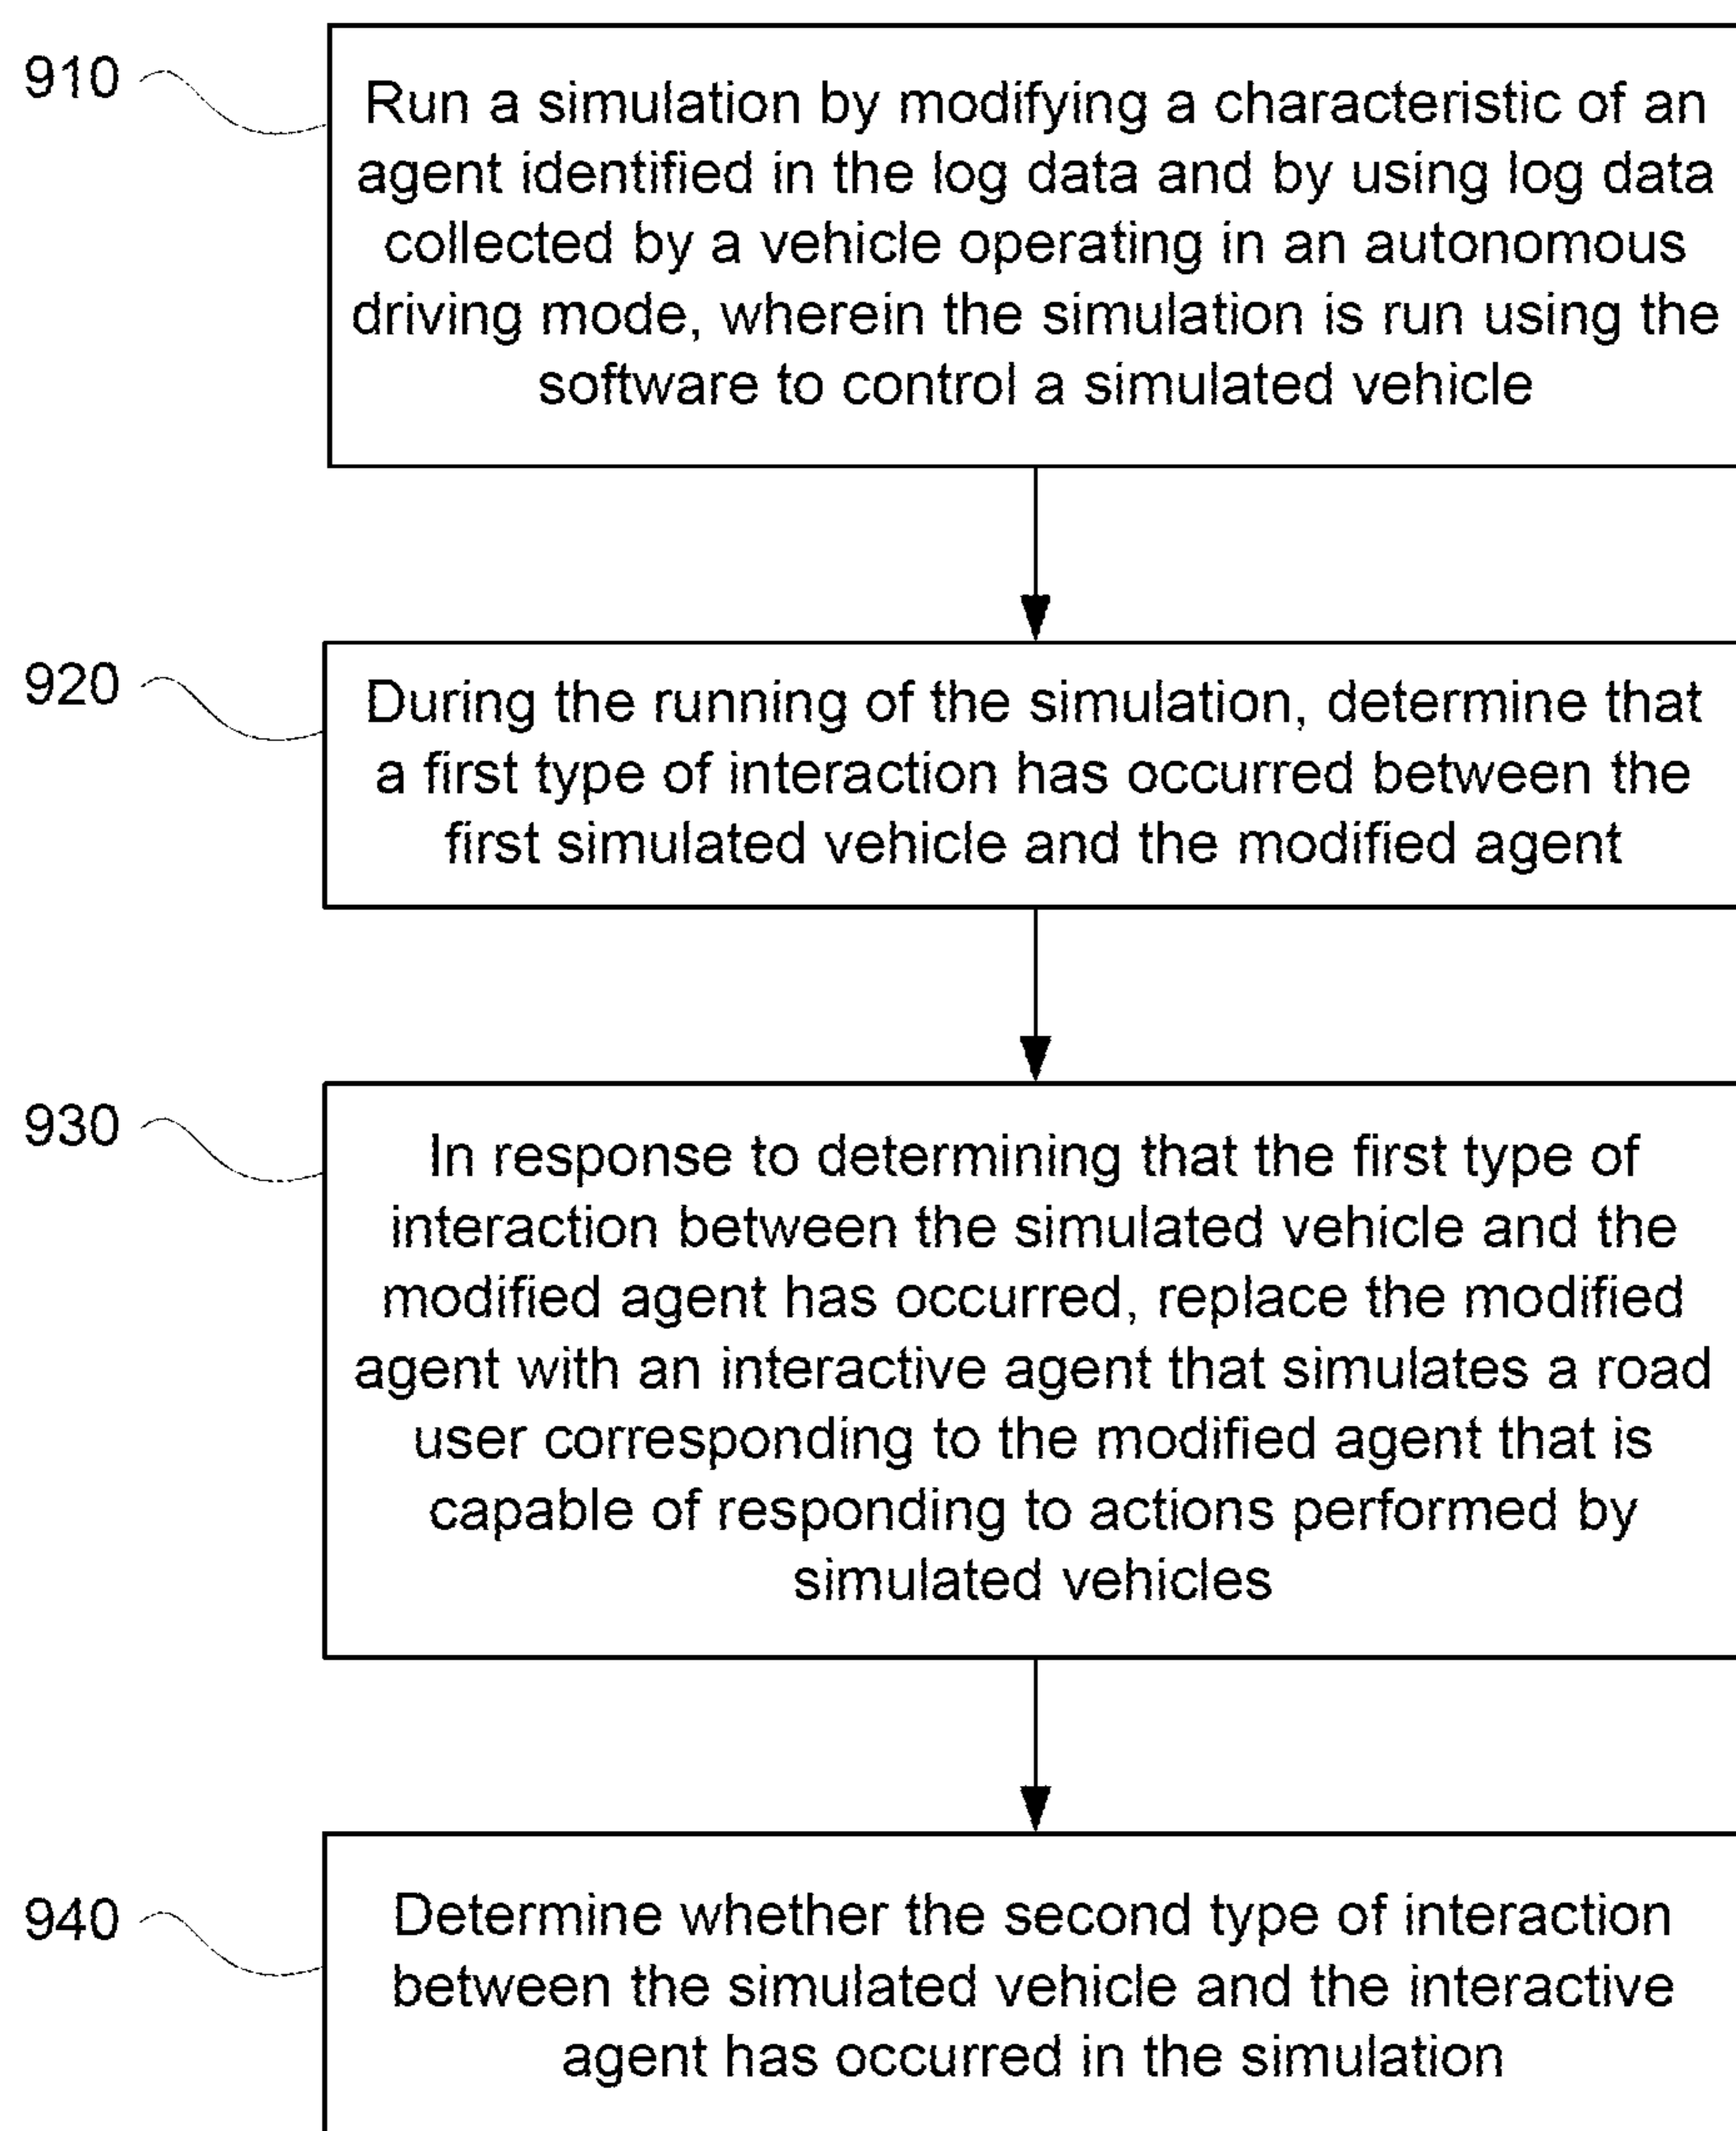 910
Run a simulation by modifying a characteristic of an
agent identified in the log data and by using log data
collected by a vehicle operating in an autonomous
driving mode, wherein the simulation is run using the
software to control a simulated vehicle
920
During the running of the simulation, determine that
a first type of interaction has occurred between the
first simulated vehicle and the modified agent
930
In response to determining that the first type of
interaction between the simulated vehicle and the
modified agent has occurred, replace the modified
agent with an interactive agent that simulates a road
user corresponding to the modified agent that is
capable of responding to actions performed by
simulated vehicles
940
Determine whether the second type of interaction
between the simulated vehicle and the interactive
agent has occurred in the simulation